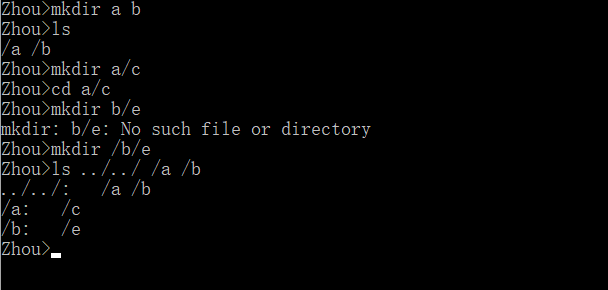 Zhou>mkdir a b
Zhou>ls
/a /b
Zhou>mkdir a/c
Zhou>cd a/c
Zhou>mkdir b/e
mkdir: b/e: No such file or directory
Zhou>mkdir /b/e
Zhou>ls ../../ /a /b
../../:   /a /b
/a:   /c
/b:   /e
Zhou>